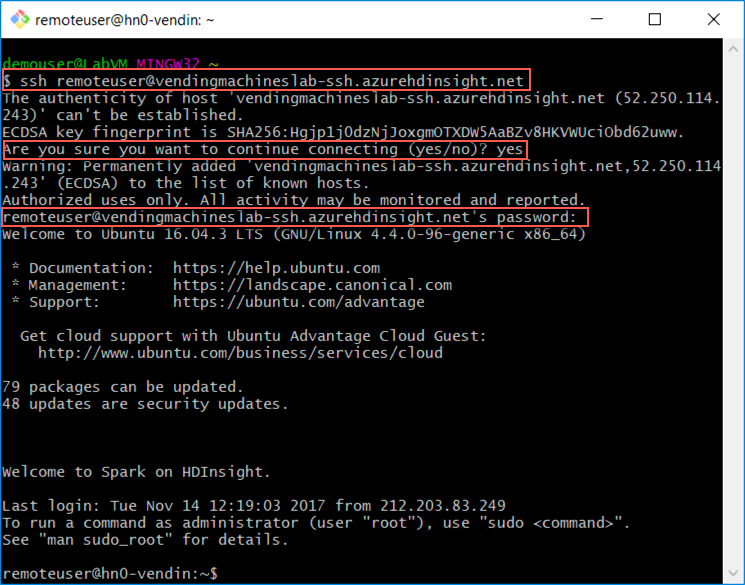 remoteuser@hn0-vendin: ~
demouser@LabVM MINGW32 ~
$ ssh remoteuser@vendingmachineslab-ssh.azurehdinsight.net
The authenticity of host 'vendingmachineslab-ssh.azurehdinsight.net (52.250.114.
243)' can't be established.
ECDSA key fingerprint is SHA256:Hgjp1jOdzNjJoxgmOTXDW5AaBZv8HKVWUciObd62uww.
Are you sure you want to continue connecting (yes/no)? yes
Warning: Permanently added 'vendingmachineslab-ssh.azurehdinsight.net,52.250.114
.243' (ECDSA) to the list of known hosts.
Authorized uses only. All activity may be monitored and reported.
remoteuser@vendingmachineslab-ssh.azurehdinsight.net's password:
Welcome to Ubuntu 16.04.3 LTS (GNU/Linux 4.4.0-96-generic x86_64)
* Documentation:  https://help.ubuntu.com
* Management:     https://landscape.canonical.com
* Support:        https://ubuntu.com/advantage
Get cloud support with Ubuntu Advantage Cloud Guest:
http://www.ubuntu.com/business/services/cloud
79 packages can be updated.
48 updates are security updates.
Welcome to Spark on HDInsight.
Last login: Tue Nov 14 12:19:03 2017 from 212.203.83.249
To run a command as administrator (user "root"), use "sudo <command>".
See "man sudo_root" for details.
remoteuser@hn0-vendin:~$